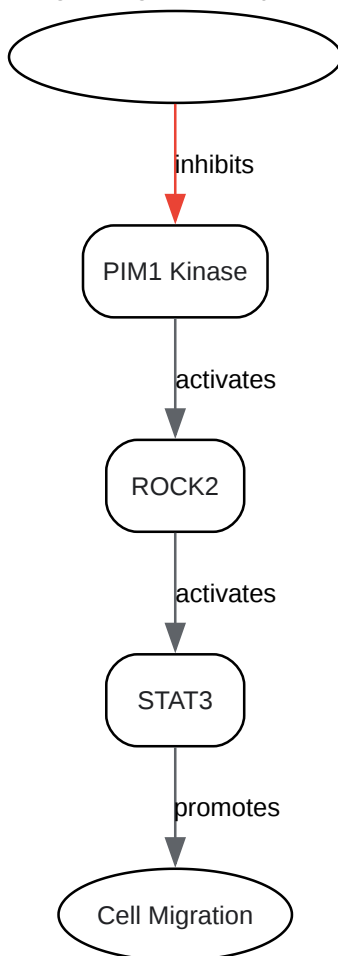 inhibits
PIM1 Kinase
activates
ROCK2
activates
STAT3
promotes
Cell Migration